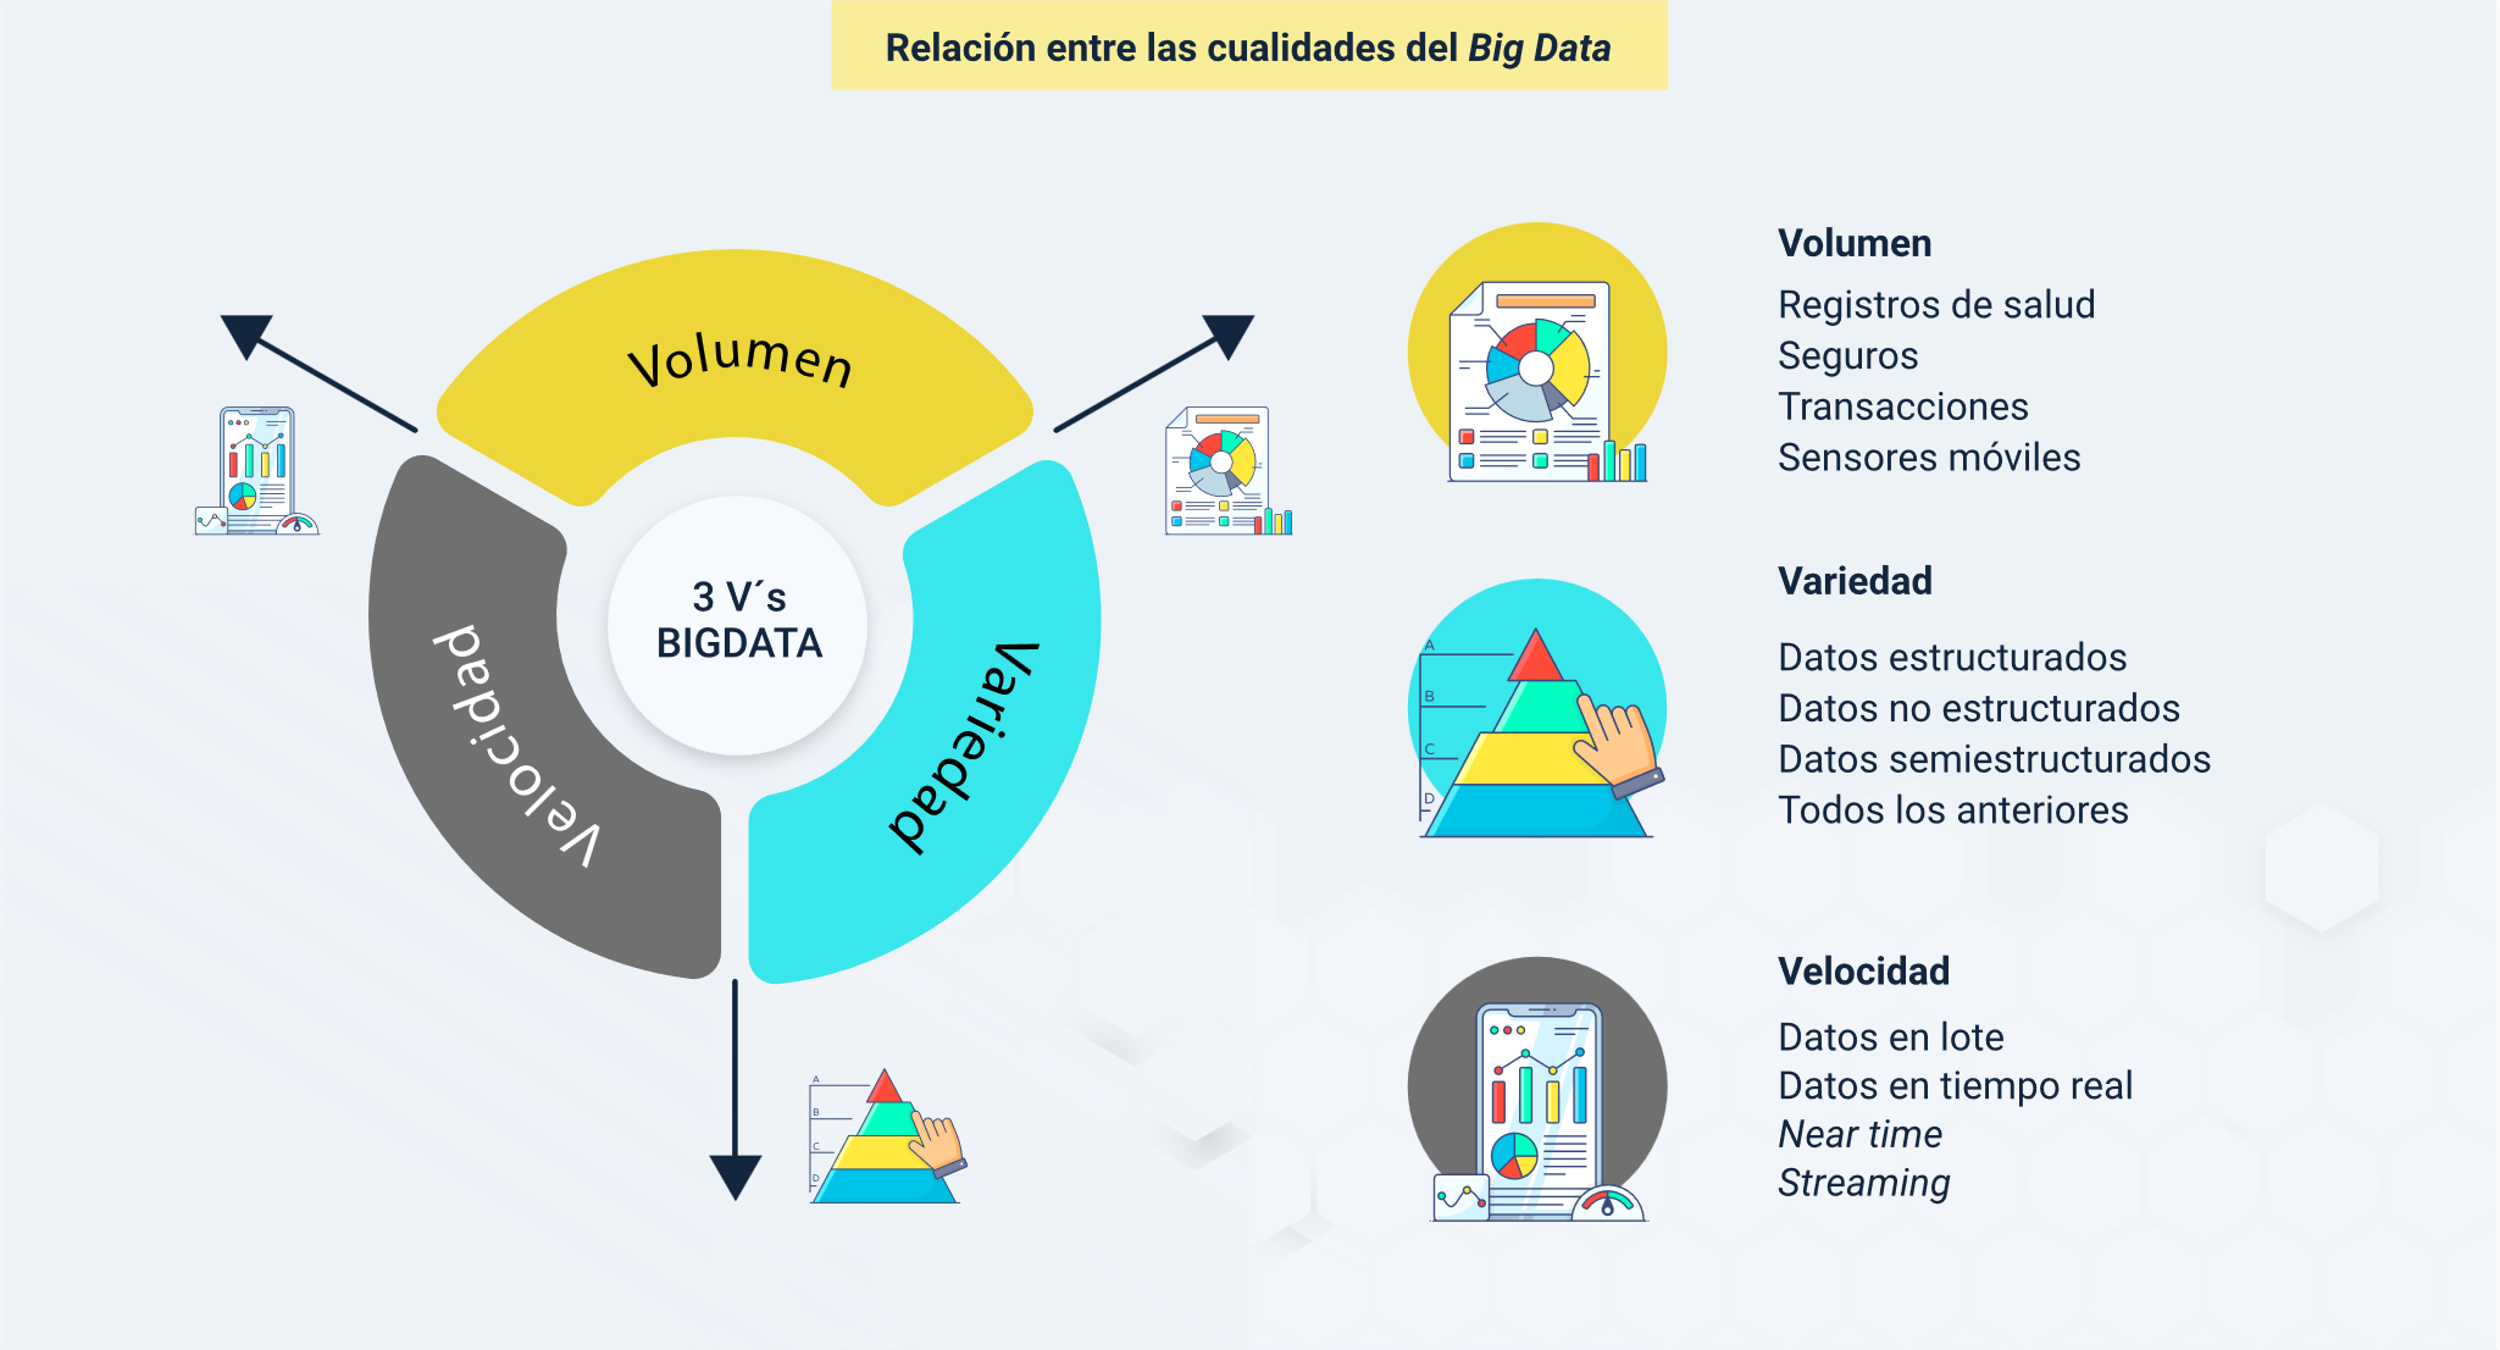 Relación entre las cualidades del Big Data
Volumen
Variedad
Velocidad
3 V´s
BIGDATA
A
B
C
D
Volumen
Registros de salud
Seguros
Transacciones
Sensores móviles
Variedad
Datos estructurados
Datos no estructurados
Datos semiestructurados
Todos los anteriores
A
B
C
D
Velocidad
Datos en lote
Datos en tiempo real
Near time
Streaming